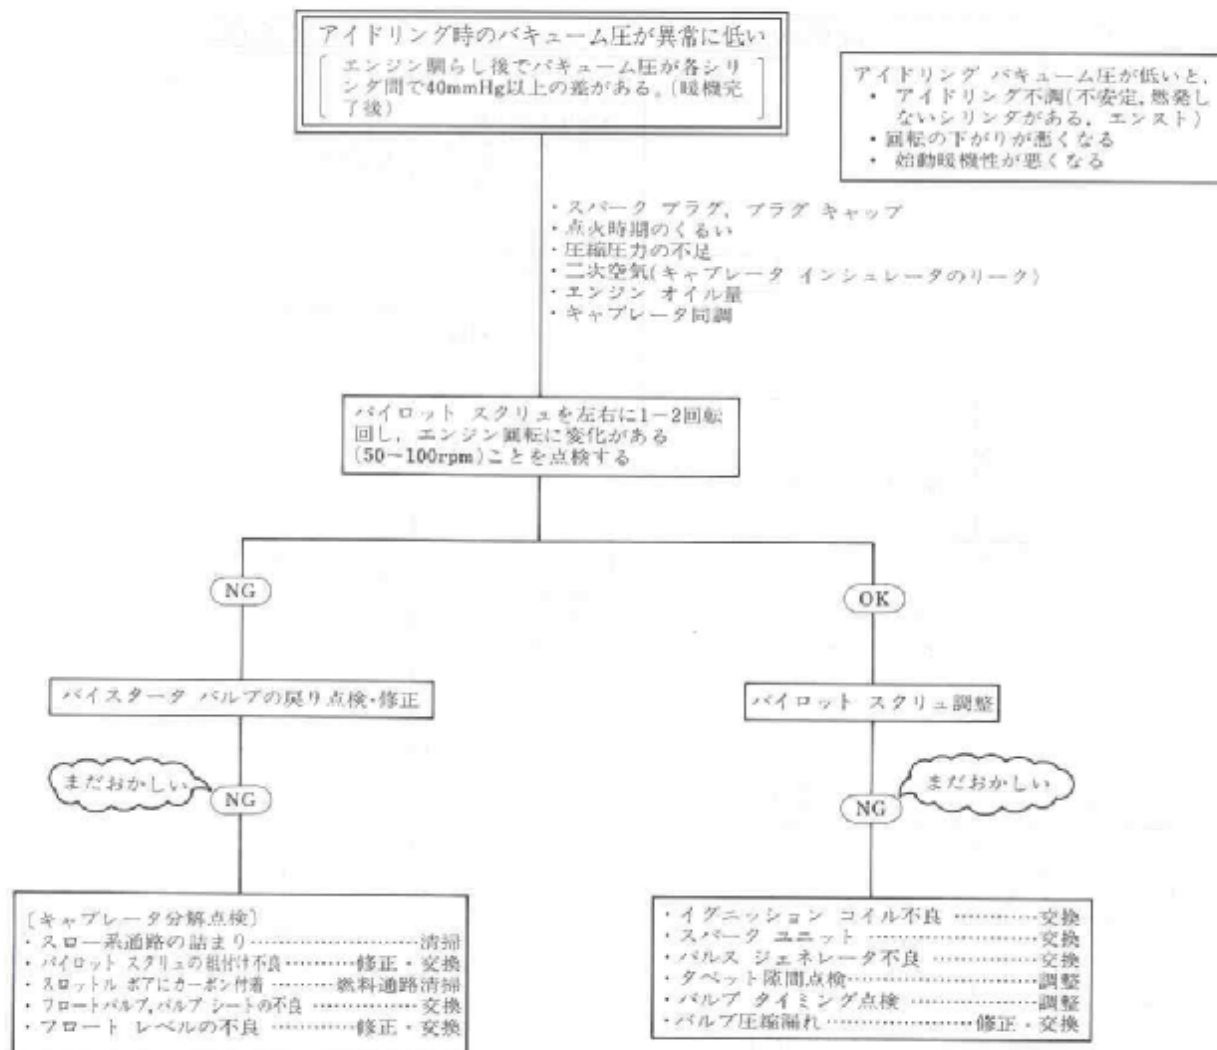 アイドリング時のバキューム圧が異常に低い
エンジン馴らし後でバキューム圧が各シリ
ンダ間で40mmHg以上の差がある。(暖機完
了後)
アイドリング バキューム圧が低いと、
・ アイドリング不調(不安定,燃発し
ないシリンダがある,エンスト)
・回転の下がりが悪くなる
・ 始動暖機性が悪くなる
・スパーク プラグ、プラグ キャップ
・点火時期のくるい
・圧縮圧力の不足
・二次空気(キャブレータ インシュレータのリーク)
・エンジン オイル量
・キャブレータ同調
パイロット スクリュを左右に1-2回転
回し,エンジン回転に変化がある
(50~100rpm)ことを点検する
NG
OK
バイスタータ バルブの戻り点検・修正
パイロット スクリュ調整
まだおかしい
NG
まだおかしい
NG
〔キャブレータ分解点検〕
・スロー系通路の詰まり……………………清掃
・パイロット スクリュの組付け不良………修正・交換
・スロットル ボアにカーボン付着………燃料通路清掃
・フロートバルブ,バルブ シートの不良…………交換
・フロート レベルの不良…………修正・交換
・イグニッション コイル不良…………交換
・スパーク ユニット……………………交換
・パルス ジェネレータ不良……………交換
・タペット隙間点検……………………調整
・バルブ タイミング点検………………調整
・バルブ圧縮漏れ…………………修正・交換